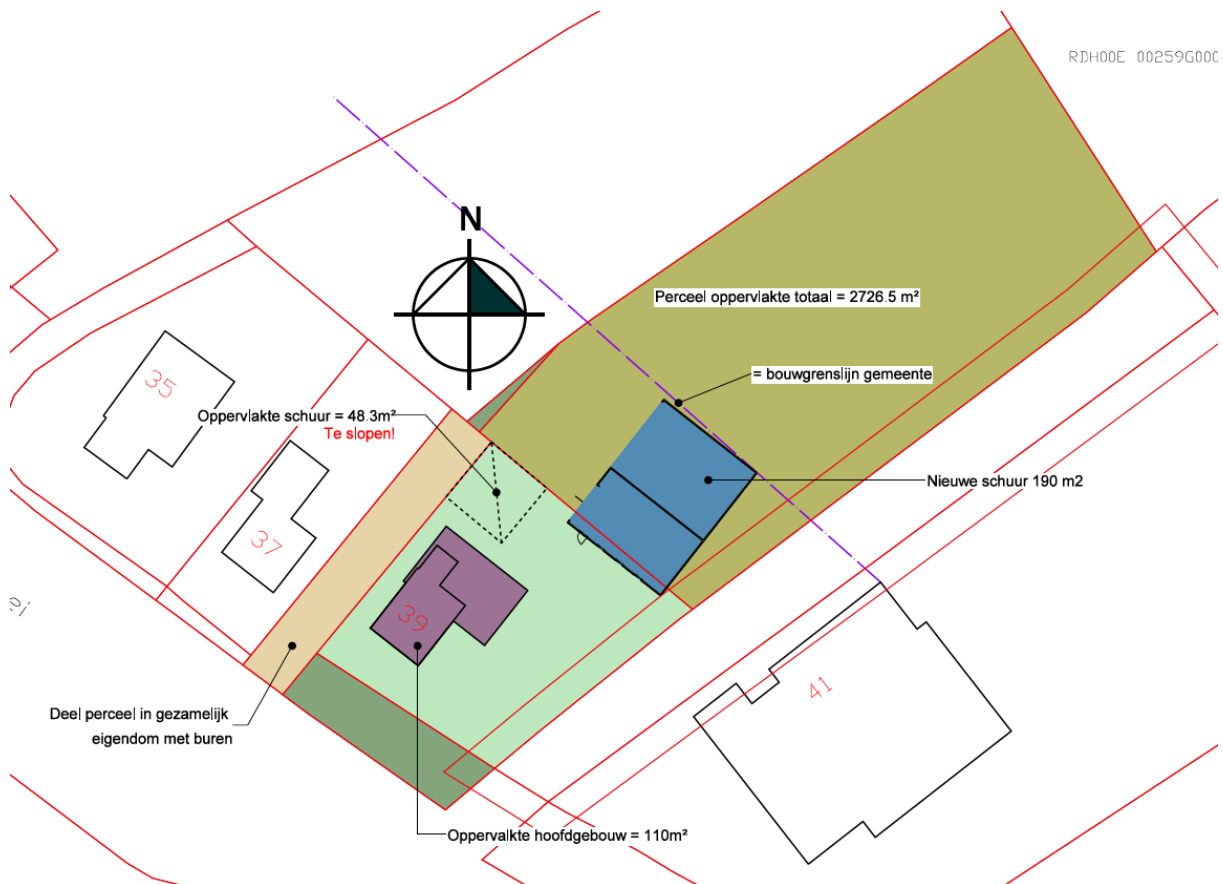 RDH00E 00259G000
N
Perceel oppervlakte totaal = 2726.5 m²
= bouwgrenslijn gemeente
35
Oppervlakte schuur = 48.3m²
Te slopen!
Nieuwe schuur 190 m2
37
39
41
Deel perceel in gezamelijk
eigendom met buren
Oppervalkte hoofdgebouw = 110m²